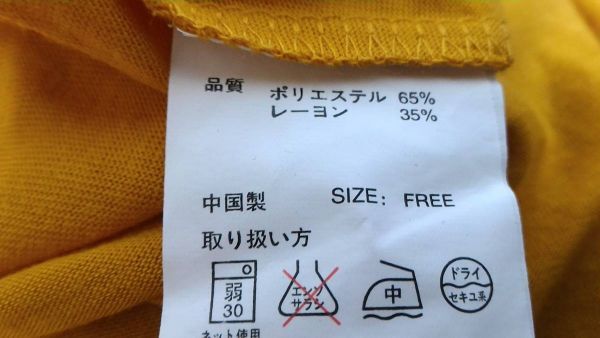 品質
ポリエステル 65%
レーヨン 35%
中国製 SIZE: FREE
取り扱い方
弱
30
ネット使用
エンソ
サラシ
中
ドライ
セキユ系